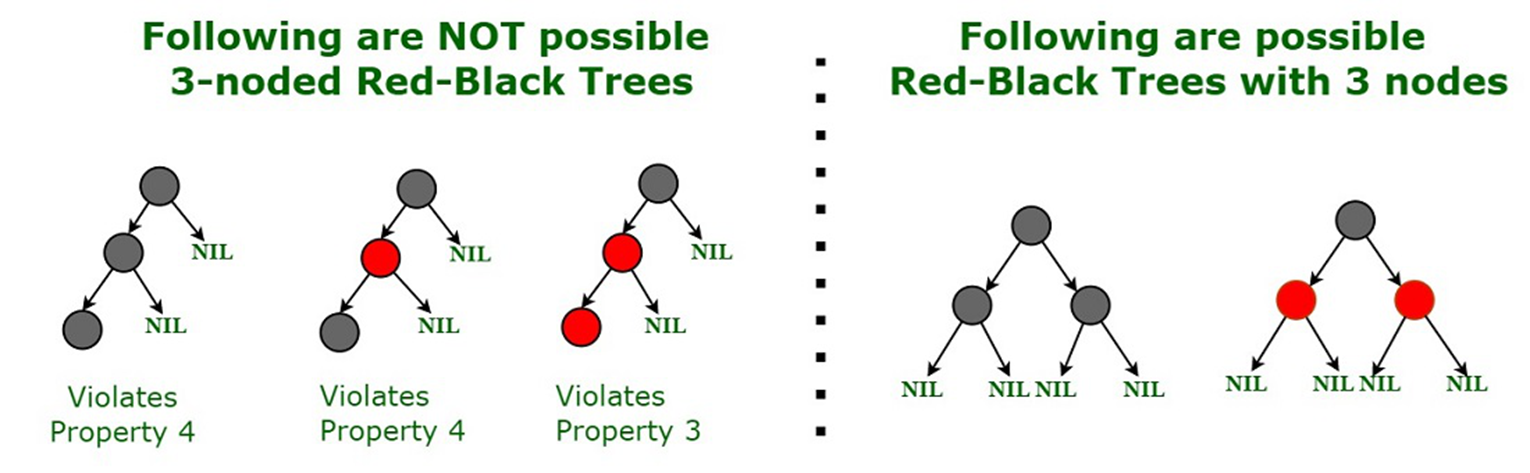 Following are NOT possible
3-noded Red-Black Trees
NIL
NIL
Violates
Property 4
NIL
NIL
Violates
Property 4
NIL
NIL
Violates
Property 3
Following are possible
Red-Black Trees with 3 nodes
NIL
NIL
NIL
NIL
NIL
NIL
NIL
NIL